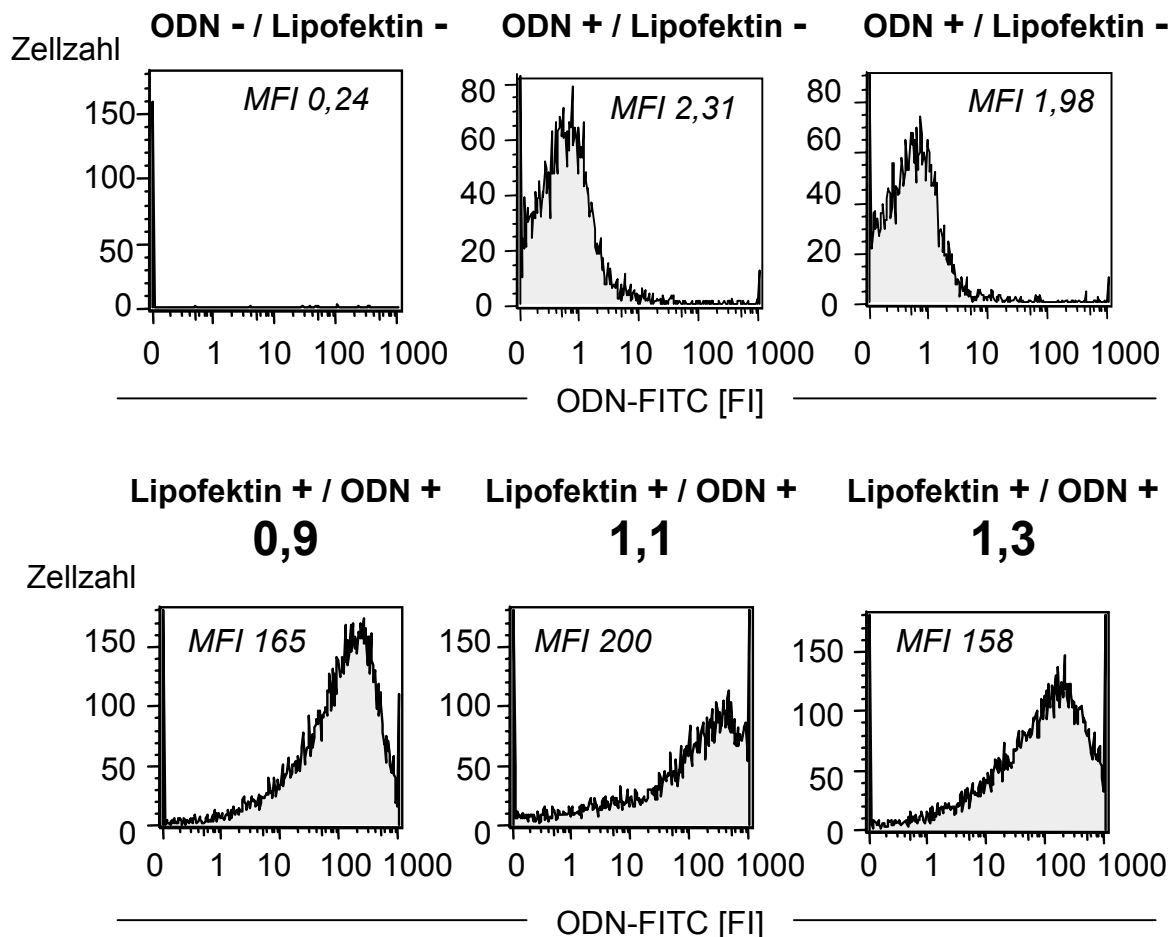 ODN - / Lipofektin - ODN + / Lipofektin - ODN + / Lipofektin -
Zellzahl
MFI 0,24 MFI 2,31 MFI 1,98
150 80 80
100 60 60
50 40 40
0 20 20
0 0
0 1 10 100 1000 0 1 10 100 1000 0 1 10 100 1000
ODN-FITC [FI]
Lipofektin + / ODN + Lipofektin + / ODN + Lipofektin + / ODN +
0,9 1,1 1,3
Zellzahl
MFI 165 MFI 200 MFI 158
150 150 150
100 100 100
50 50 50
0 0 0
0 1 10 100 1000 0 1 10 100 1000 0 1 10 100 1000
ODN-FITC [FI]